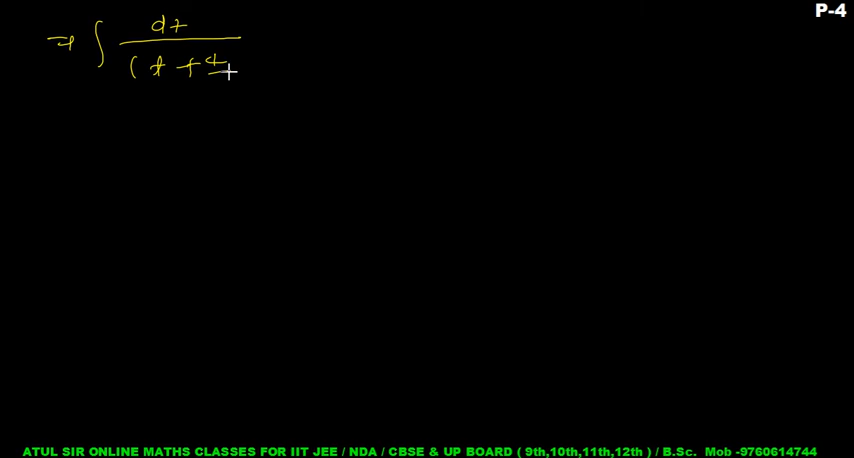 P-4
⇒ ∫ dt / (t + 4
ATUL SIR ONLINE MATHS CLASSES FOR IIT JEE / NDA / CBSE & UP BOARD ( 9th,10th,11th,12th ) / B.Sc. Mob -9760614744